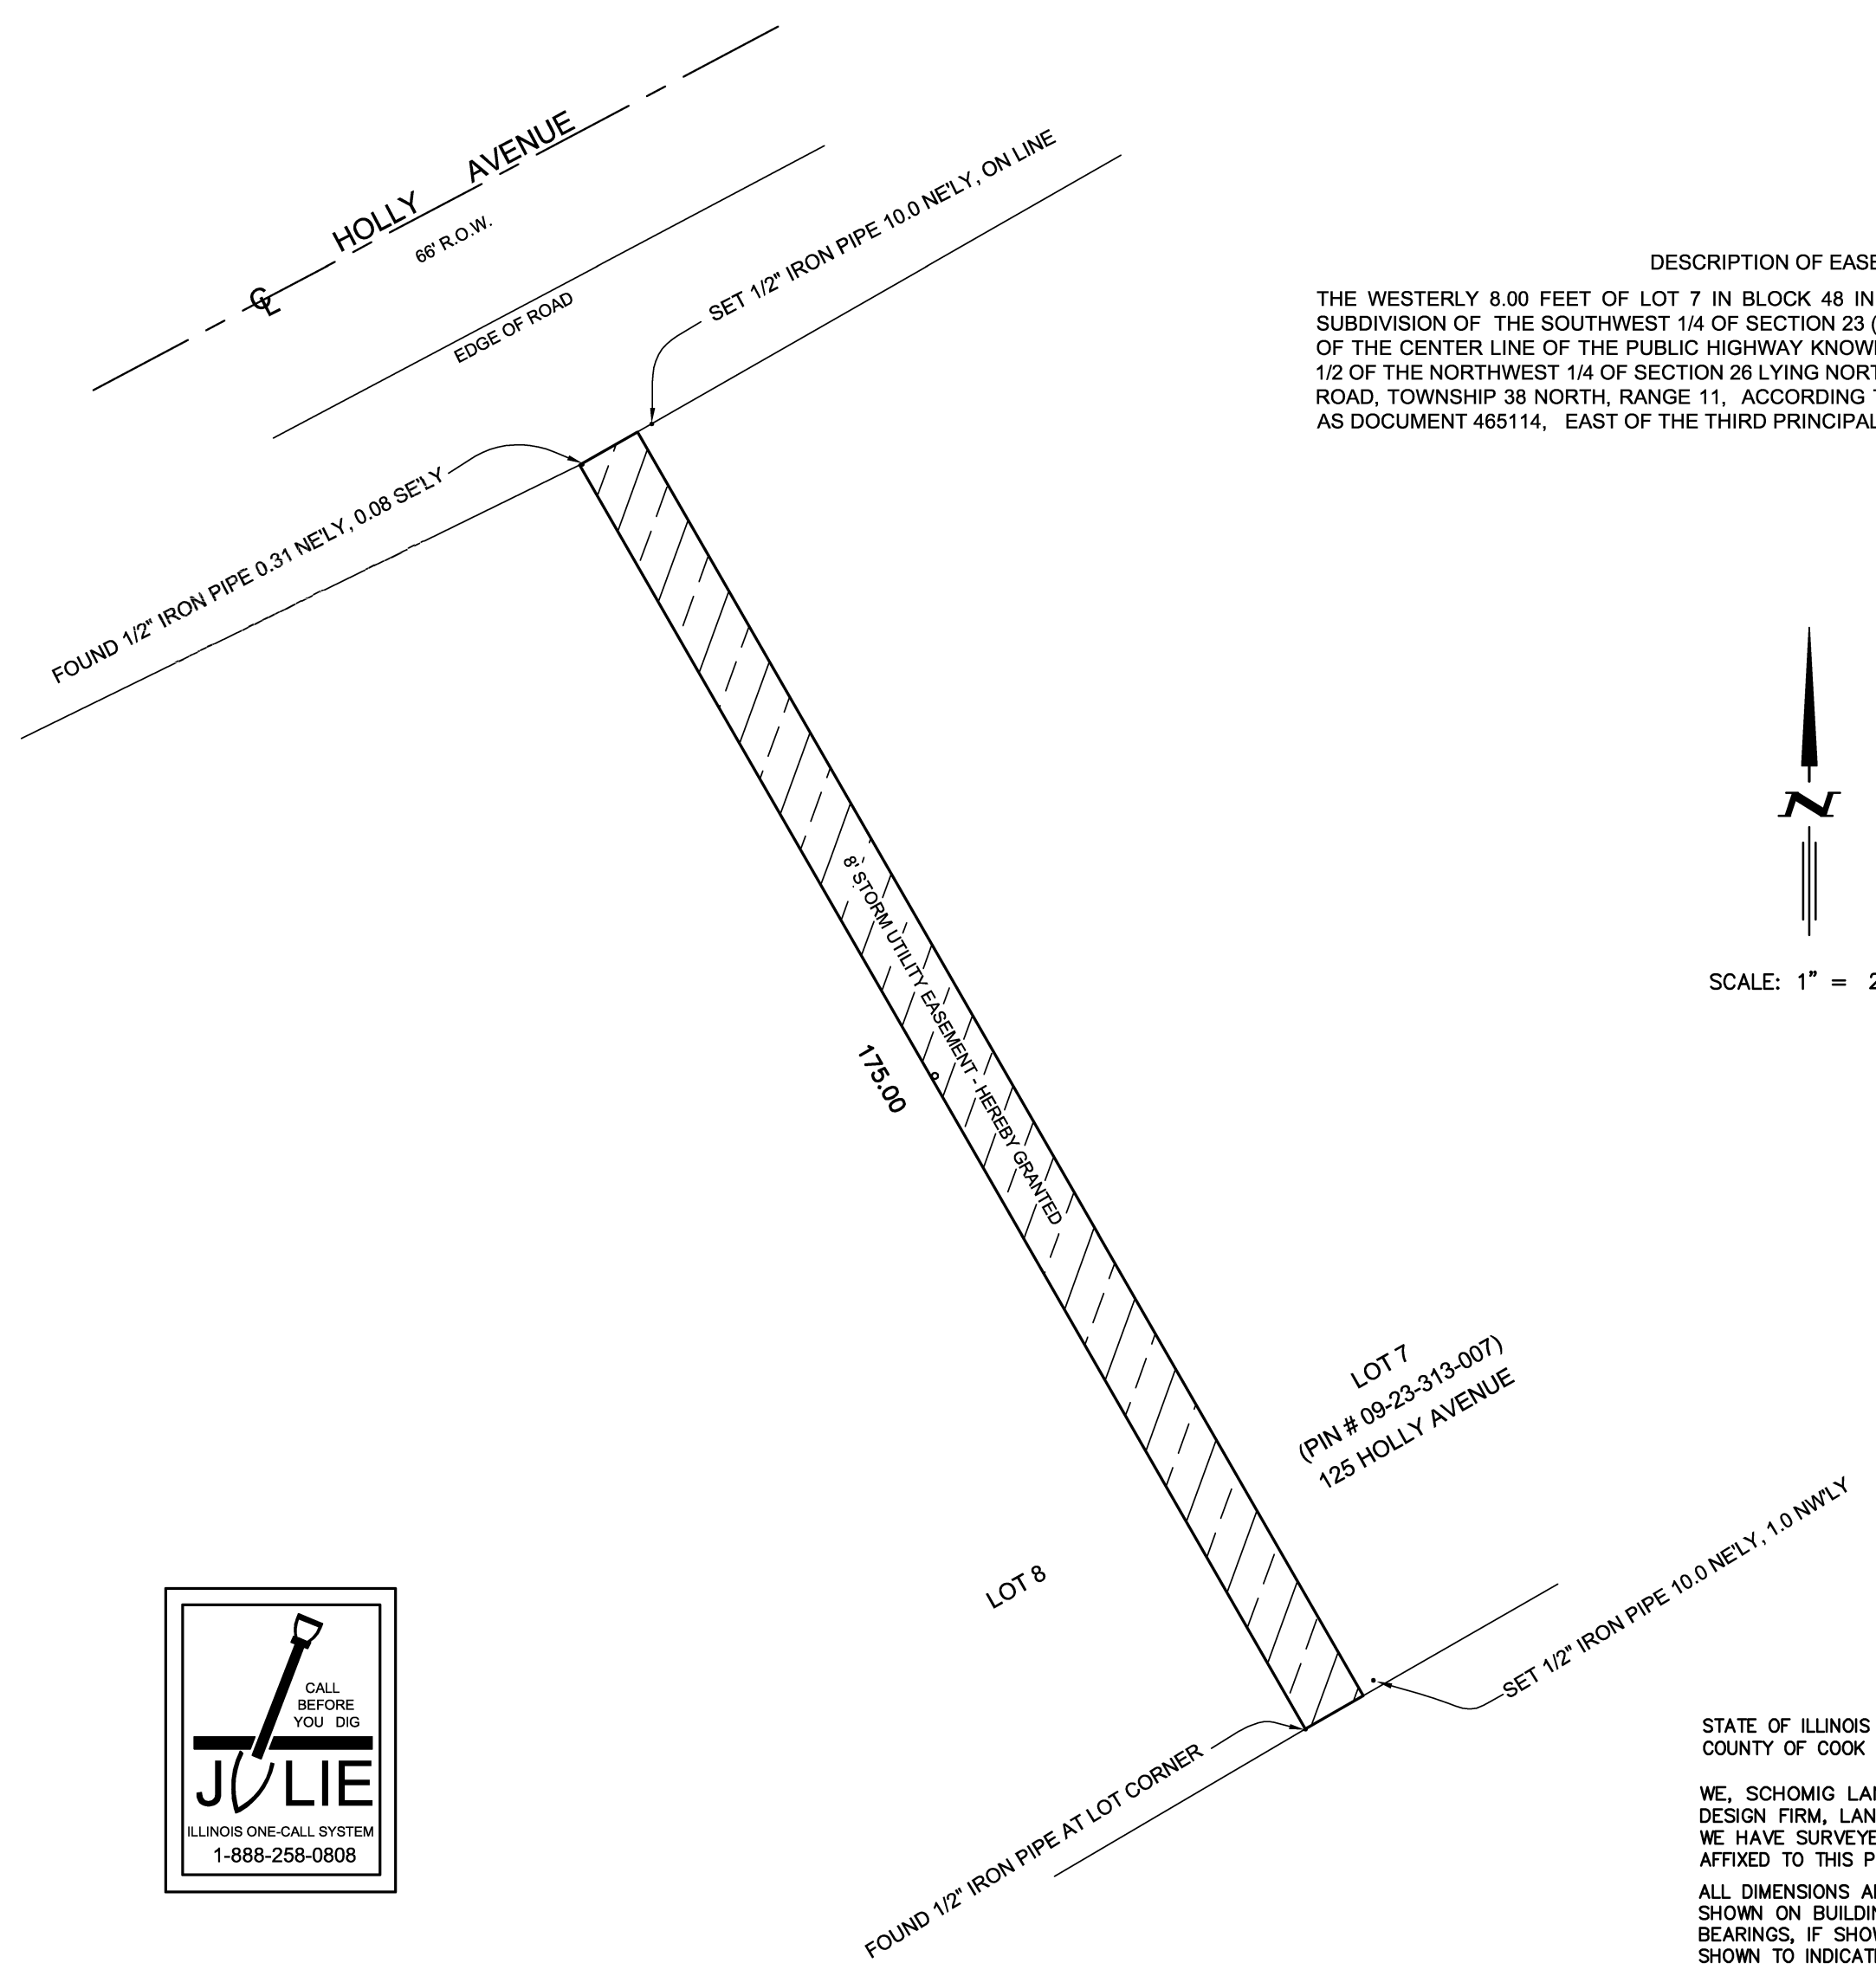 HOLLY AVENUE
66' R.O.W.
EDGE OF ROAD
SET 1/2" IRON PIPE 10.0 NE'LY, ON LINE
FOUND 1/2" IRON PIPE 0.31 NE'LY, 0.08 SE'LY
DESCRIPTION OF EASE
THE WESTERLY 8.00 FEET OF LOT 7 IN BLOCK 48 IN
SUBDIVISION OF THE SOUTHWEST 1/4 OF SECTION 23 (
OF THE CENTER LINE OF THE PUBLIC HIGHWAY KNOW
1/2 OF THE NORTHWEST 1/4 OF SECTION 26 LYING NORT
ROAD, TOWNSHIP 38 NORTH, RANGE 11, ACCORDING T
AS DOCUMENT 465114, EAST OF THE THIRD PRINCIPAL
N
SCALE: 1" = 2
8' STORM UTILITY EASEMENT - HEREBY GRANTED
175.00
LOT 7
(PIN # 09-23-313-007)
125 HOLLY AVENUE
LOT 8
SET 1/2" IRON PIPE 10.0 NE'LY, 1.0 NW'LY
FOUND 1/2" IRON PIPE AT LOT CORNER
CALL
BEFORE
YOU DIG
JULIE
ILLINOIS ONE-CALL SYSTEM
1-888-258-0808
STATE OF ILLINOIS
COUNTY OF COOK
WE, SCHOMIG LA
DESIGN FIRM, LAN
WE HAVE SURVEYE
AFFIXED TO THIS P
ALL DIMENSIONS A
SHOWN ON BUILDIN
BEARINGS, IF SHOW
SHOWN TO INDICAT